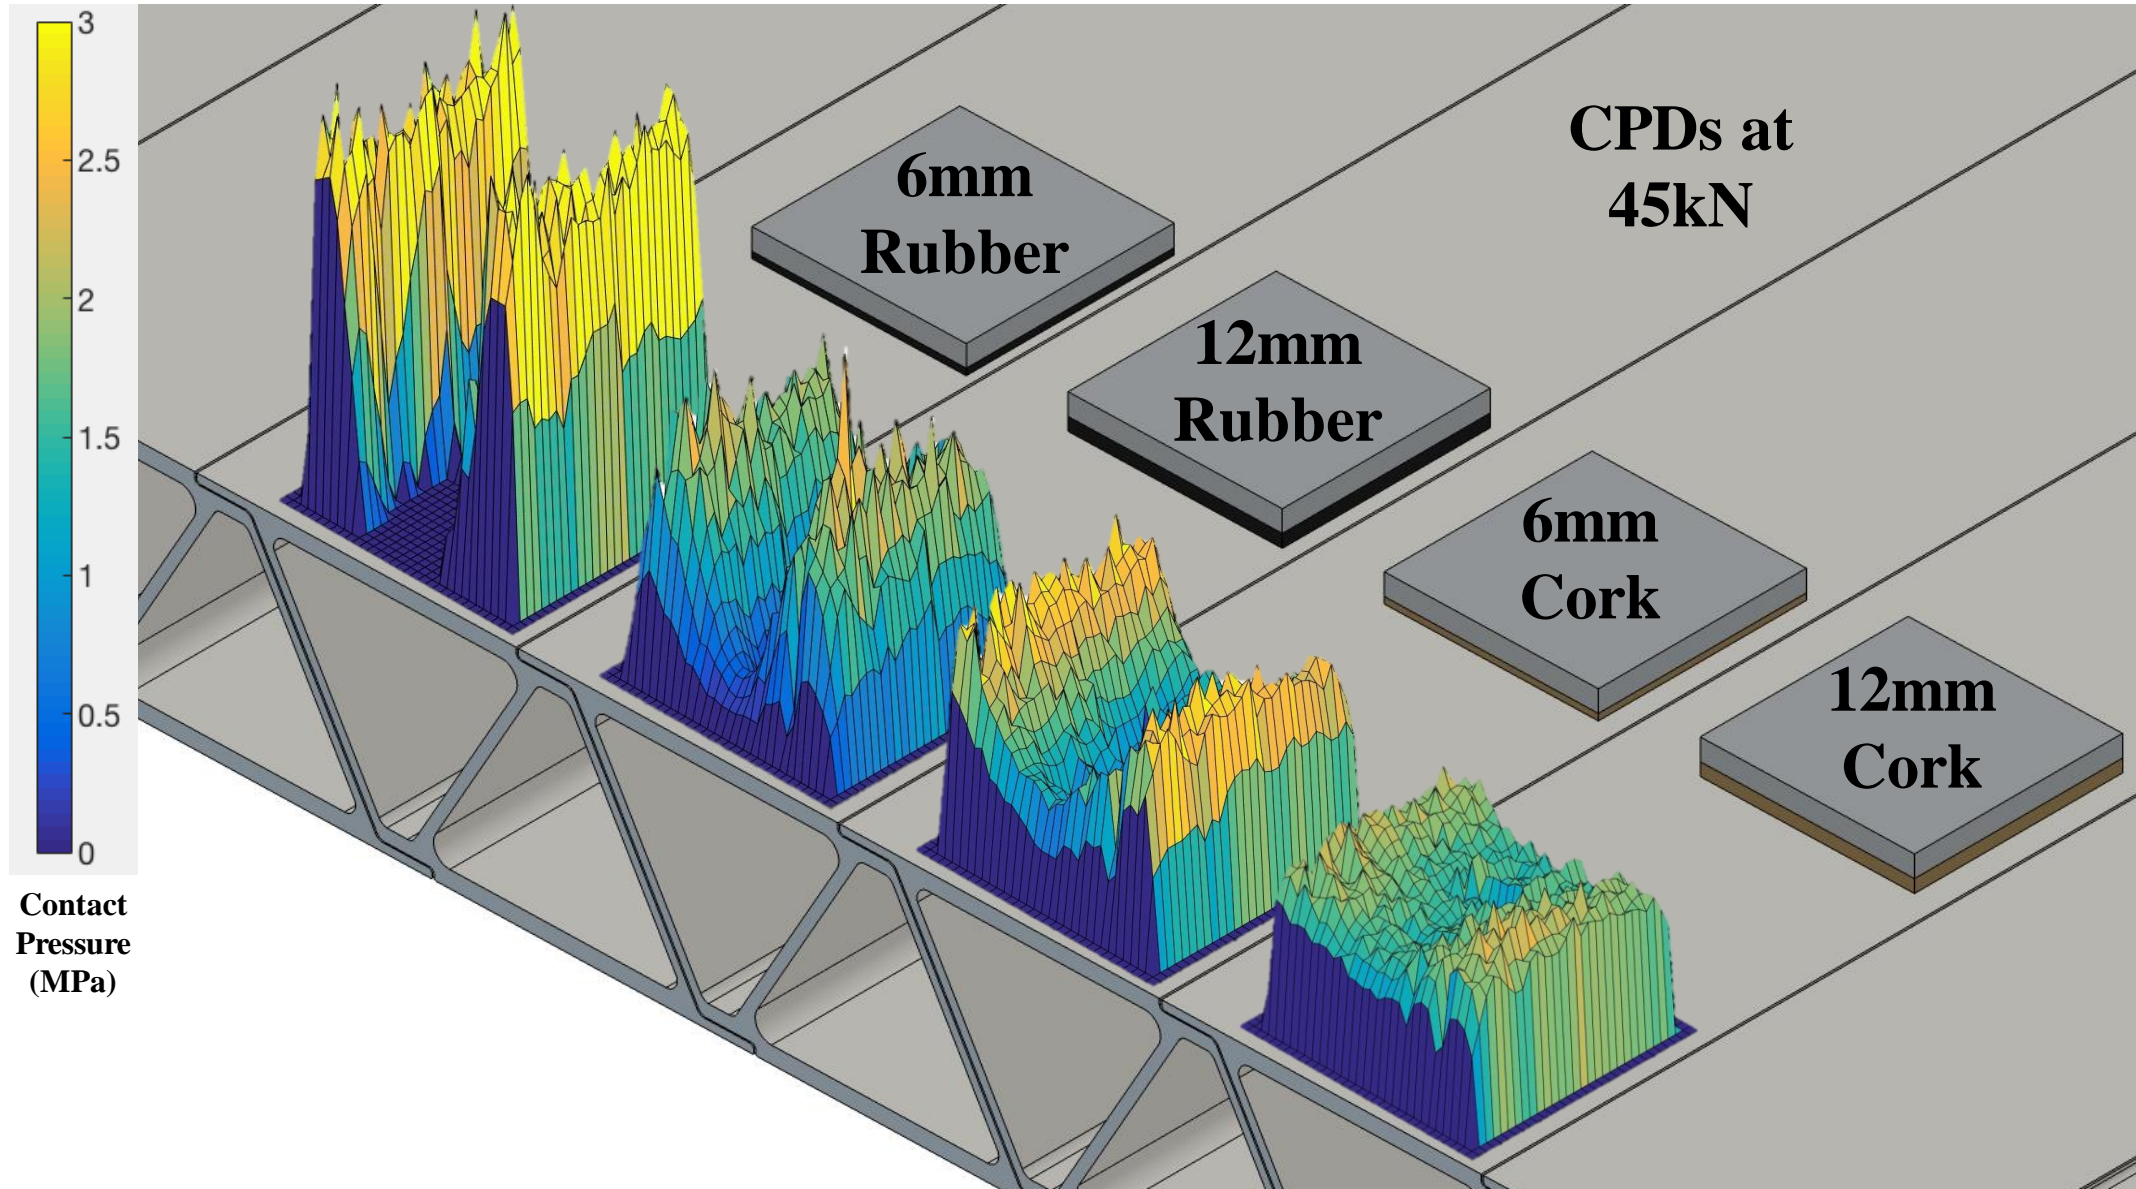 3
2.5
2
1.5
1
0.5
0
Contact
Pressure
(MPa)
6mm
Rubber
12mm
Rubber
6mm
Cork
12mm
Cork
CPDs at
45kN